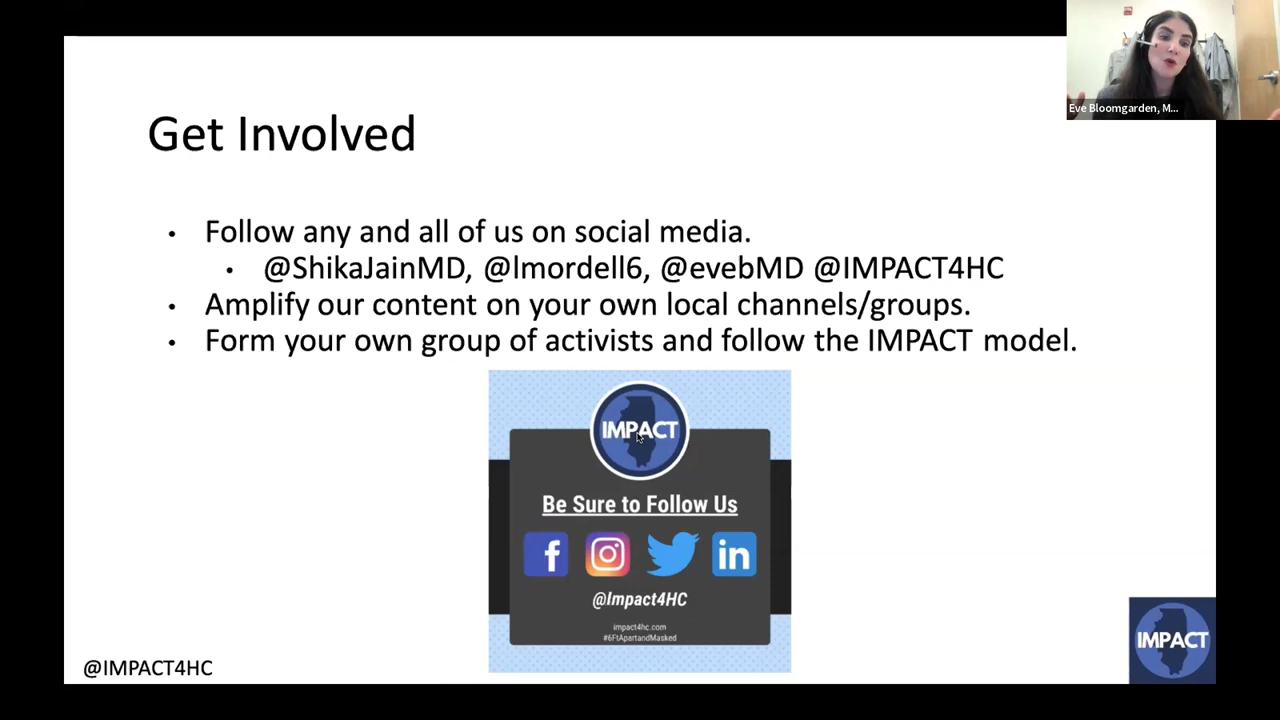 Eve Bloomgarden, M...
Get Involved
• Follow any and all of us on social media.
• @ShikaJainMD, @lmordell6, @evebMD @IMPACT4HC
• Amplify our content on your own local channels/groups.
• Form your own group of activists and follow the IMPACT model.
IMPACT
Be Sure to Follow Us
f
in
@Impact4HC
impact4hc.com
#6FtApartandMasked
IMPACT
@IMPACT4HC